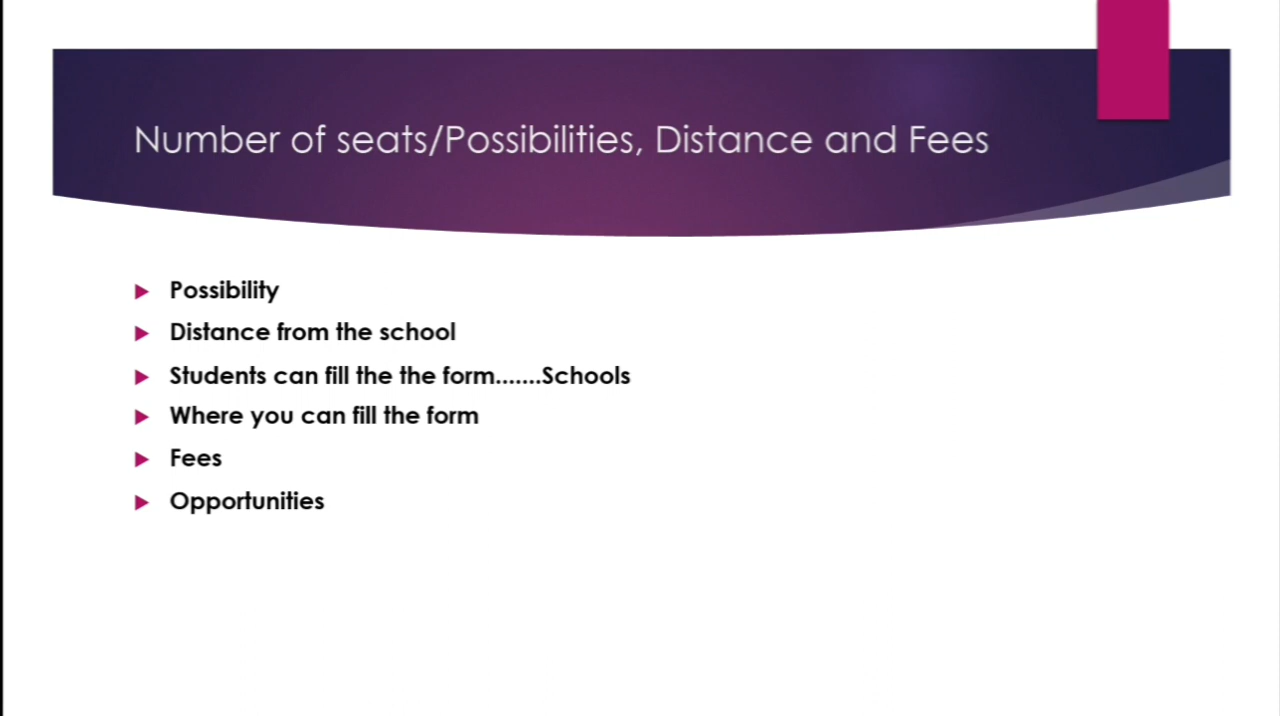 Number of seats/Possibilities, Distance and Fees
Possibility
Distance from the school
Students can fill the the form.......Schools
Where you can fill the form
Fees
Opportunities